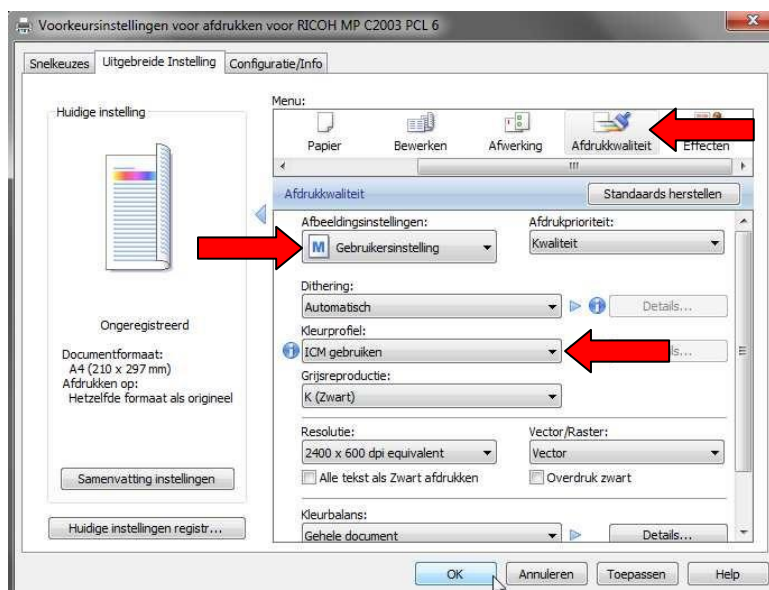 Voorkeursinstellingen voor afdrukken voor RICOH MP C2003 PCL 6
Snelkeuzes Uitgebreide Instelling Configuratie/Info
Huidige instelling
Ongeregistreerd
Documentformaat:
A4 (210 x 297 mm)
Afdrukken op:
Hetzelfde formaat als origineel
Samenvatting instellingen
Huidige instellingen registr...
Menu:
Papier Bewerken Afwerking Afdrukkwaliteit Effecten
Afdrukkwaliteit Standaards herstellen
Afbeeldingsinstellingen: Afdrukprioriteit:
M Gebruikersinstelling Kwaliteit
Dithering:
Automatisch Details...
Kleurprofiel:
ICM gebruiken
Grijsreproductie:
K (Zwart)
Resolutie: Vector/Raster:
2400 x 600 dpi equivalent Vector
Alle tekst als Zwart afdrukken Overdruk zwart
Kleurbalans:
Gehele document Details...
OK Annuleren Toepassen Help